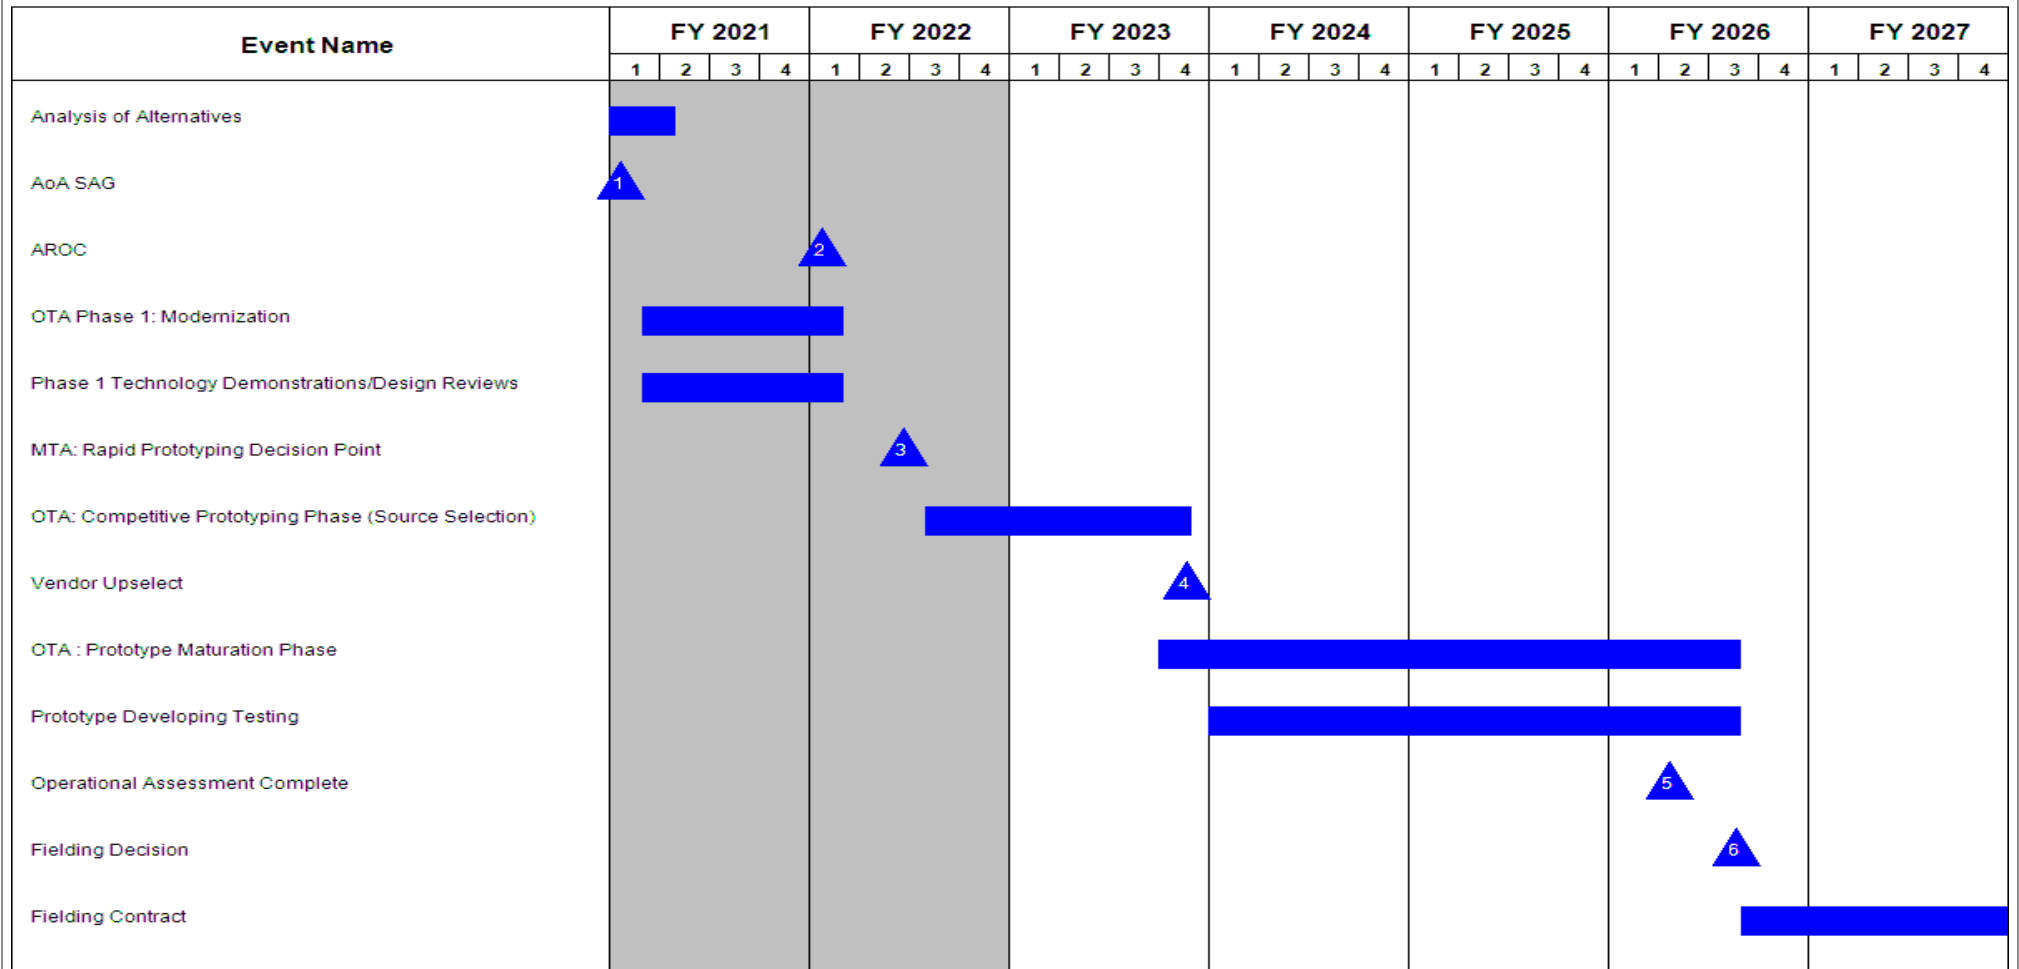 Event Name FY 2021 FY 2022 FY 2023 FY 2024 FY 2025 FY 2026 FY 2027
1 2 3 4 1 2 3 4 1 2 3 4 1 2 3 4 1 2 3 4 1 2 3 4 1 2 3 4
Analysis of Alternatives
AoA SAG 1
AROC 2
OTA Phase 1: Modernization
Phase 1 Technology Demonstrations/Design Reviews
MTA: Rapid Prototyping Decision Point 3
OTA: Competitive Prototyping Phase (Source Selection)
Vendor Upselect 4
OTA : Prototype Maturation Phase
Prototype Developing Testing
Operational Assessment Complete 5
Fielding Decision 6
Fielding Contract